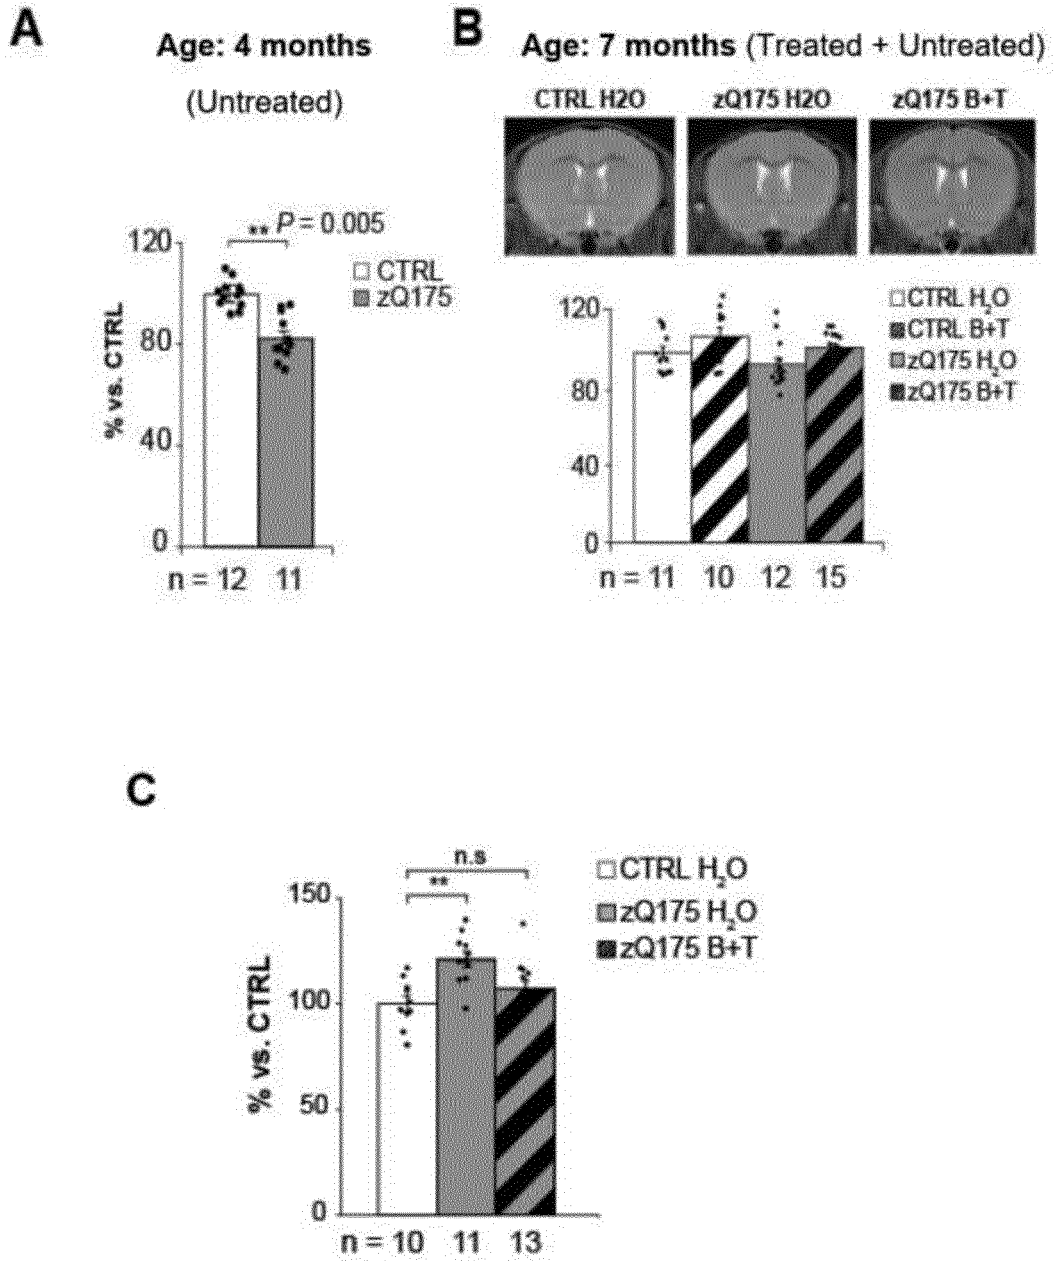 A
Age: 4 months
(Untreated)
** P = 0.005
CTRL
zQ175
% vs. CTRL
120
80
40
0
n = 12 11
B
Age: 7 months (Treated + Untreated)
CTRL H2O zQ175 H2O zQ175 B+T
120
80
40
0
CTRL H₂O
CTRL B+T
zQ175 H₂O
zQ175 B+T
n = 11 10 12 15
C
n.s
**
CTRL H₂O
zQ175 H₂O
zQ175 B+T
% vs. CTRL
150
100
50
0
n = 10 11 13